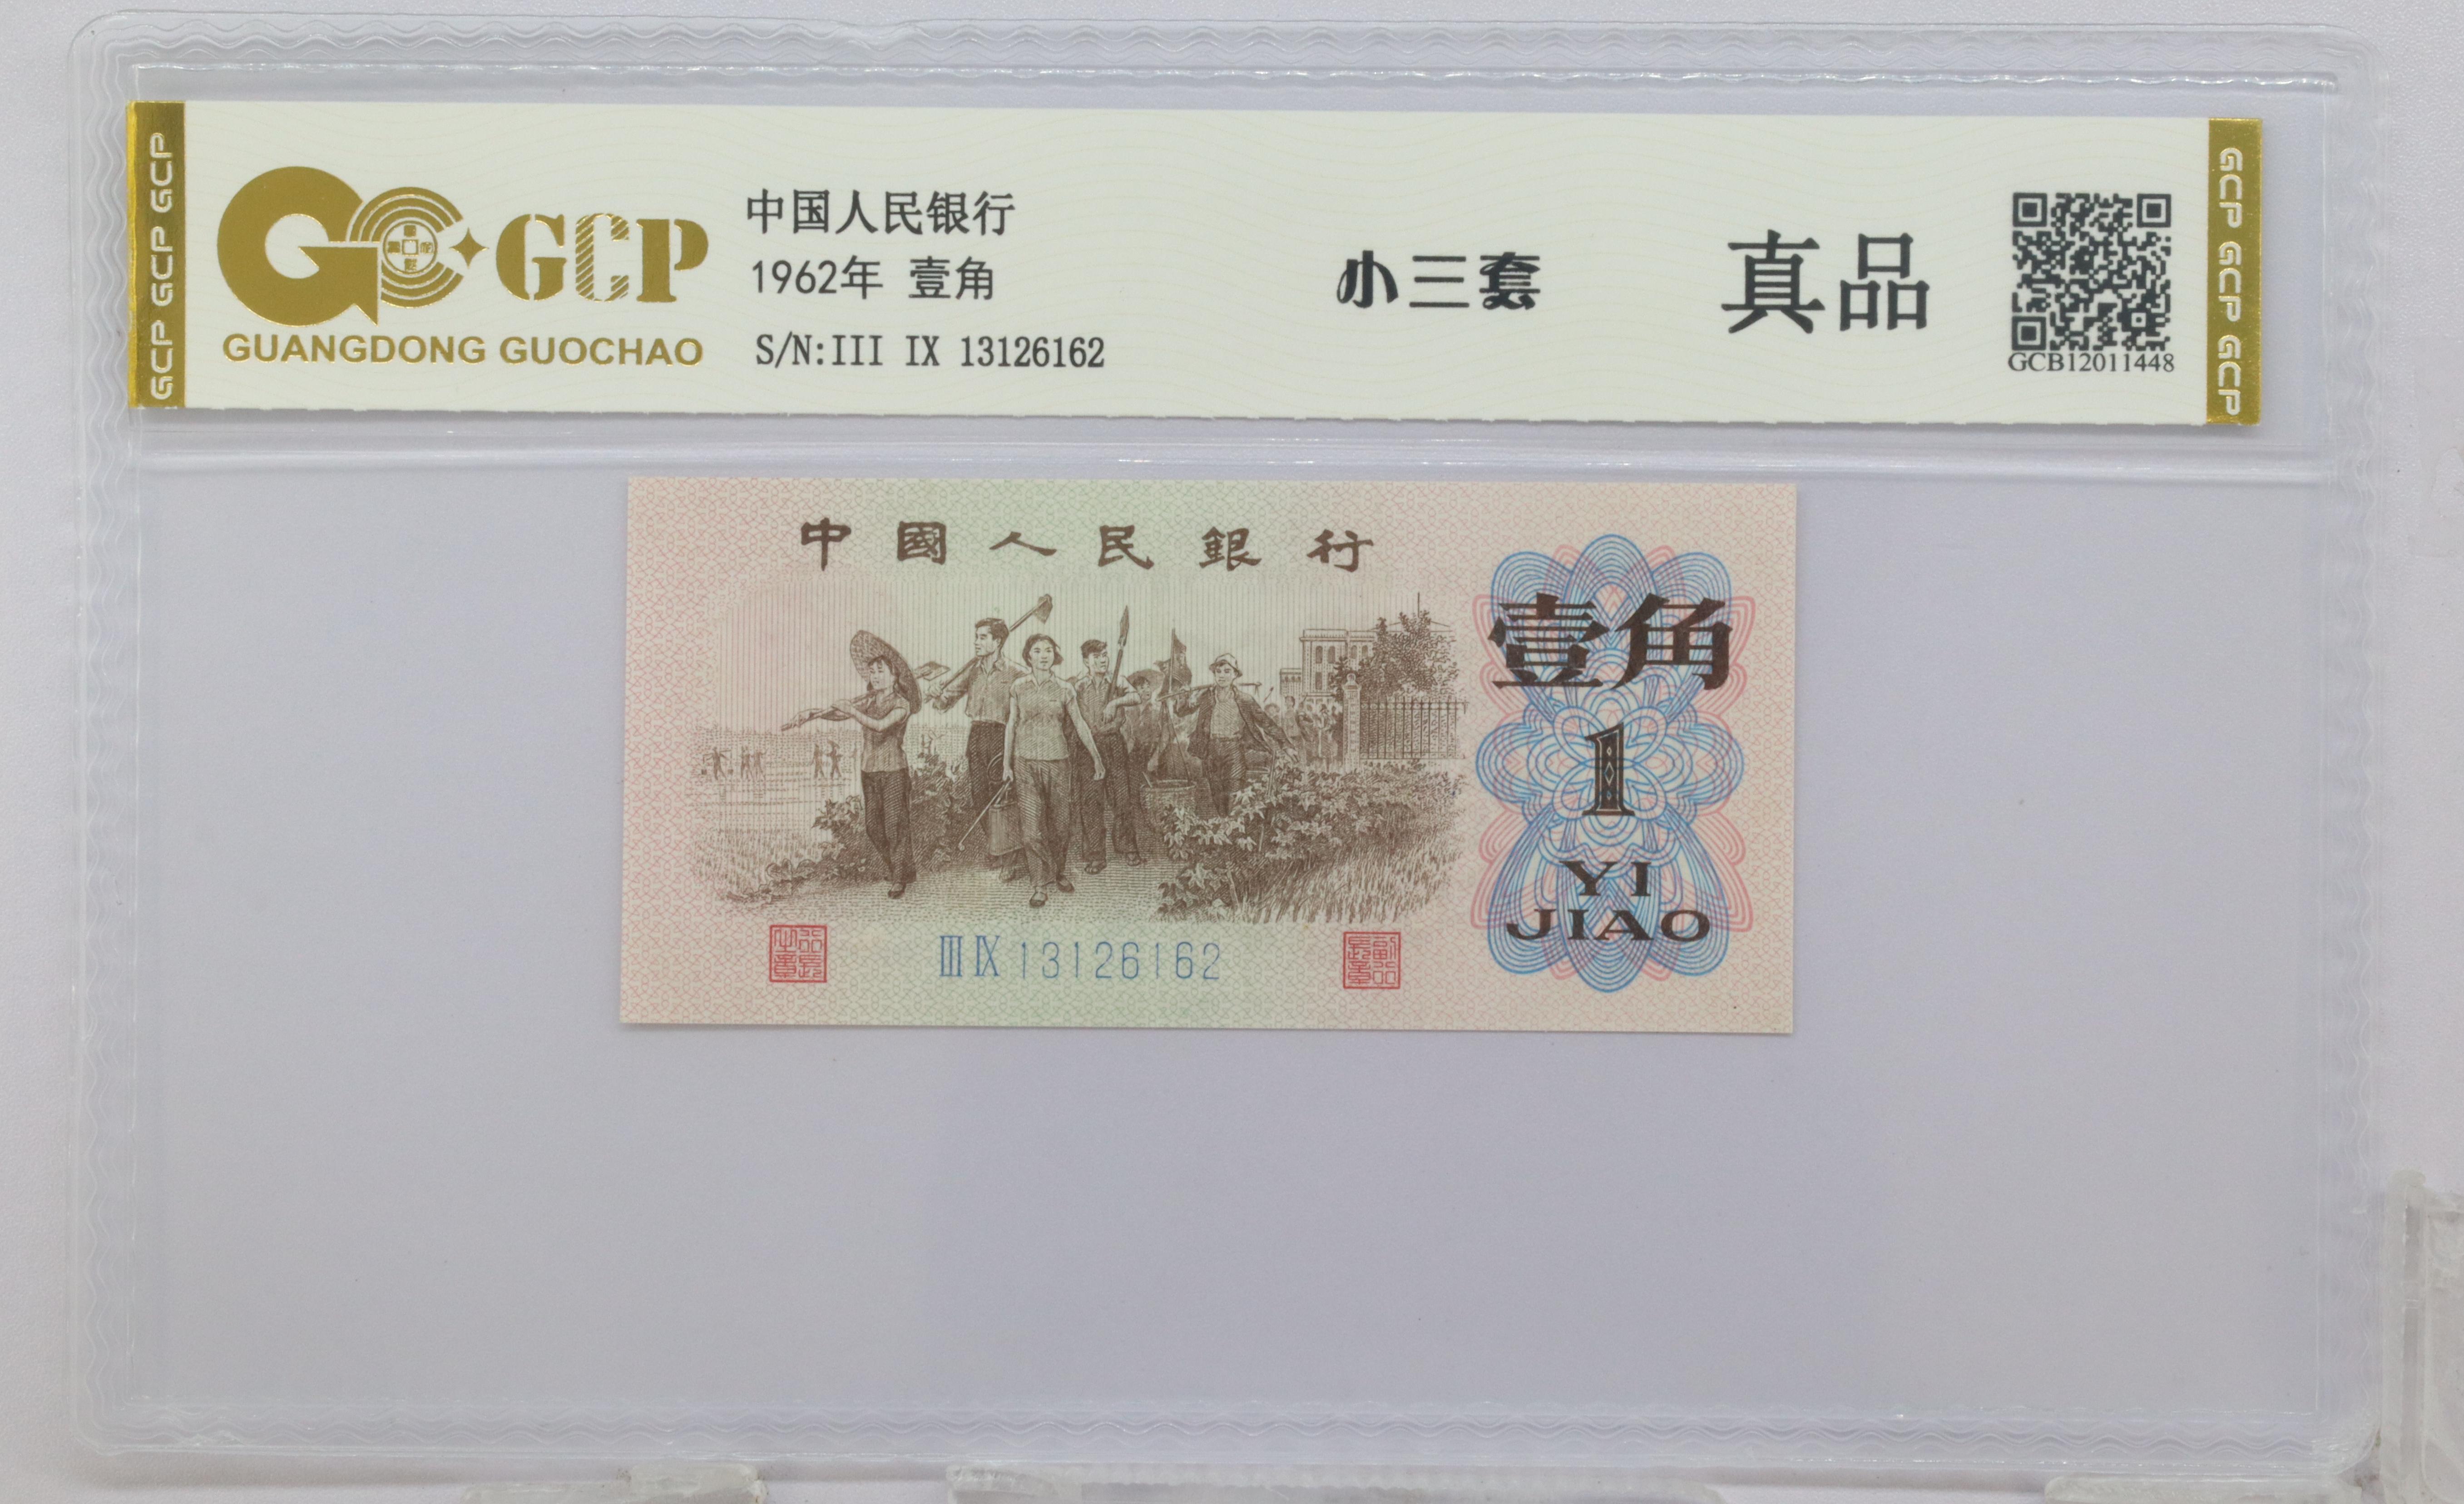 GCP GCP GCP
GCP
GUANGDONG GUOCHAO
中国人民银行
1962年 壹角
S/N:III IX 13126162
小三套
真品
GCB12011448
GCP GCP GCP
中國人民銀行
壹角
1
YI
JIAO
III IX 13126162